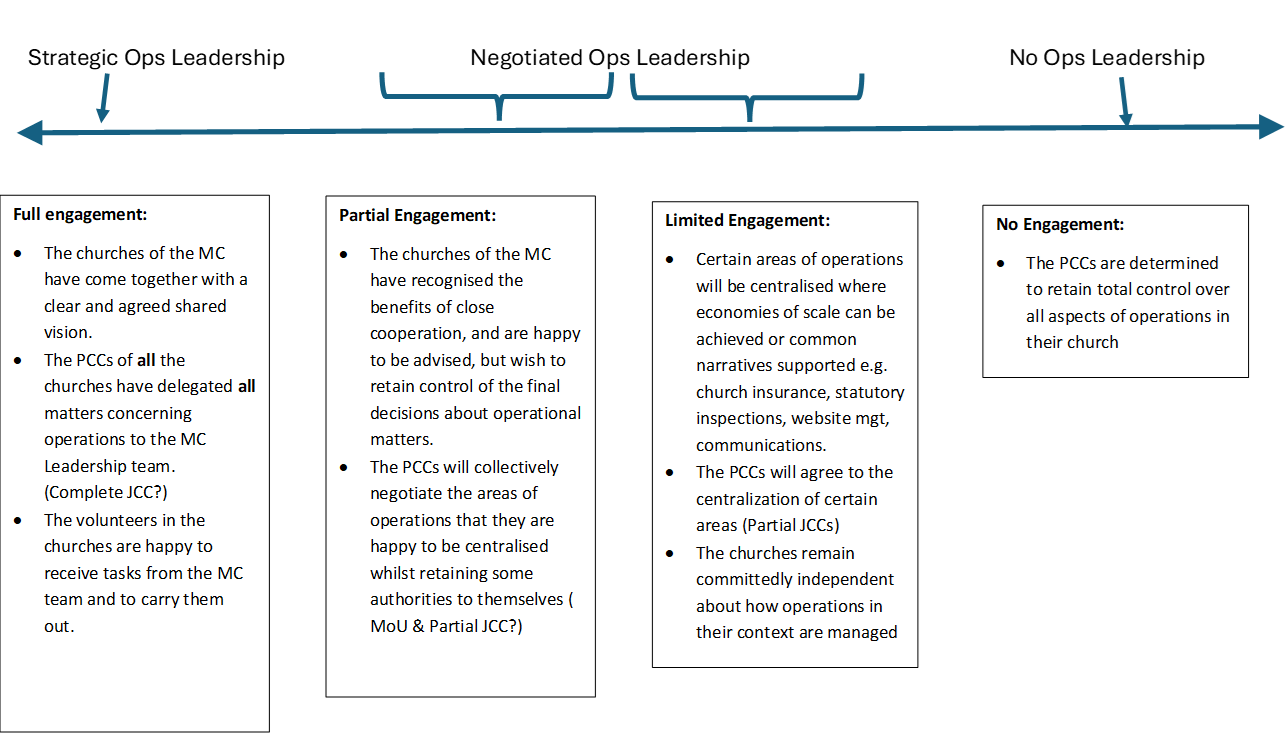 Strategic Ops Leadership
Negotiated Ops Leadership
No Ops Leadership
Full engagement:
• The churches of the MC
have come together with a
clear and agreed shared
vision.
• The PCCs of all the
churches have delegated all
matters concerning
operations to the MC
Leadership team.
(Complete JCC?)
• The volunteers in the
churches are happy to
receive tasks from the MC
team and to carry them
out.
Partial Engagement:
• The churches of the MC
have recognised the
benefits of close
cooperation, and are happy
to be advised, but wish to
retain control of the final
decisions about operational
matters.
• The PCCs will collectively
negotiate the areas of
operations that they are
happy to be centralised
whilst retaining some
authorities to themselves (
MoU & Partial JCC?)
Limited Engagement:
• Certain areas of operations
will be centralised where
economies of scale can be
achieved or common
narratives supported e.g.
church insurance, statutory
inspections, website mgt,
communications.
• The PCCs will agree to the
centralization of certain
areas (Partial JCCs)
• The churches remain
committedly independent
about how operations in
their context are managed
No Engagement:
• The PCCs are determined
to retain total control over
all aspects of operations in
their church